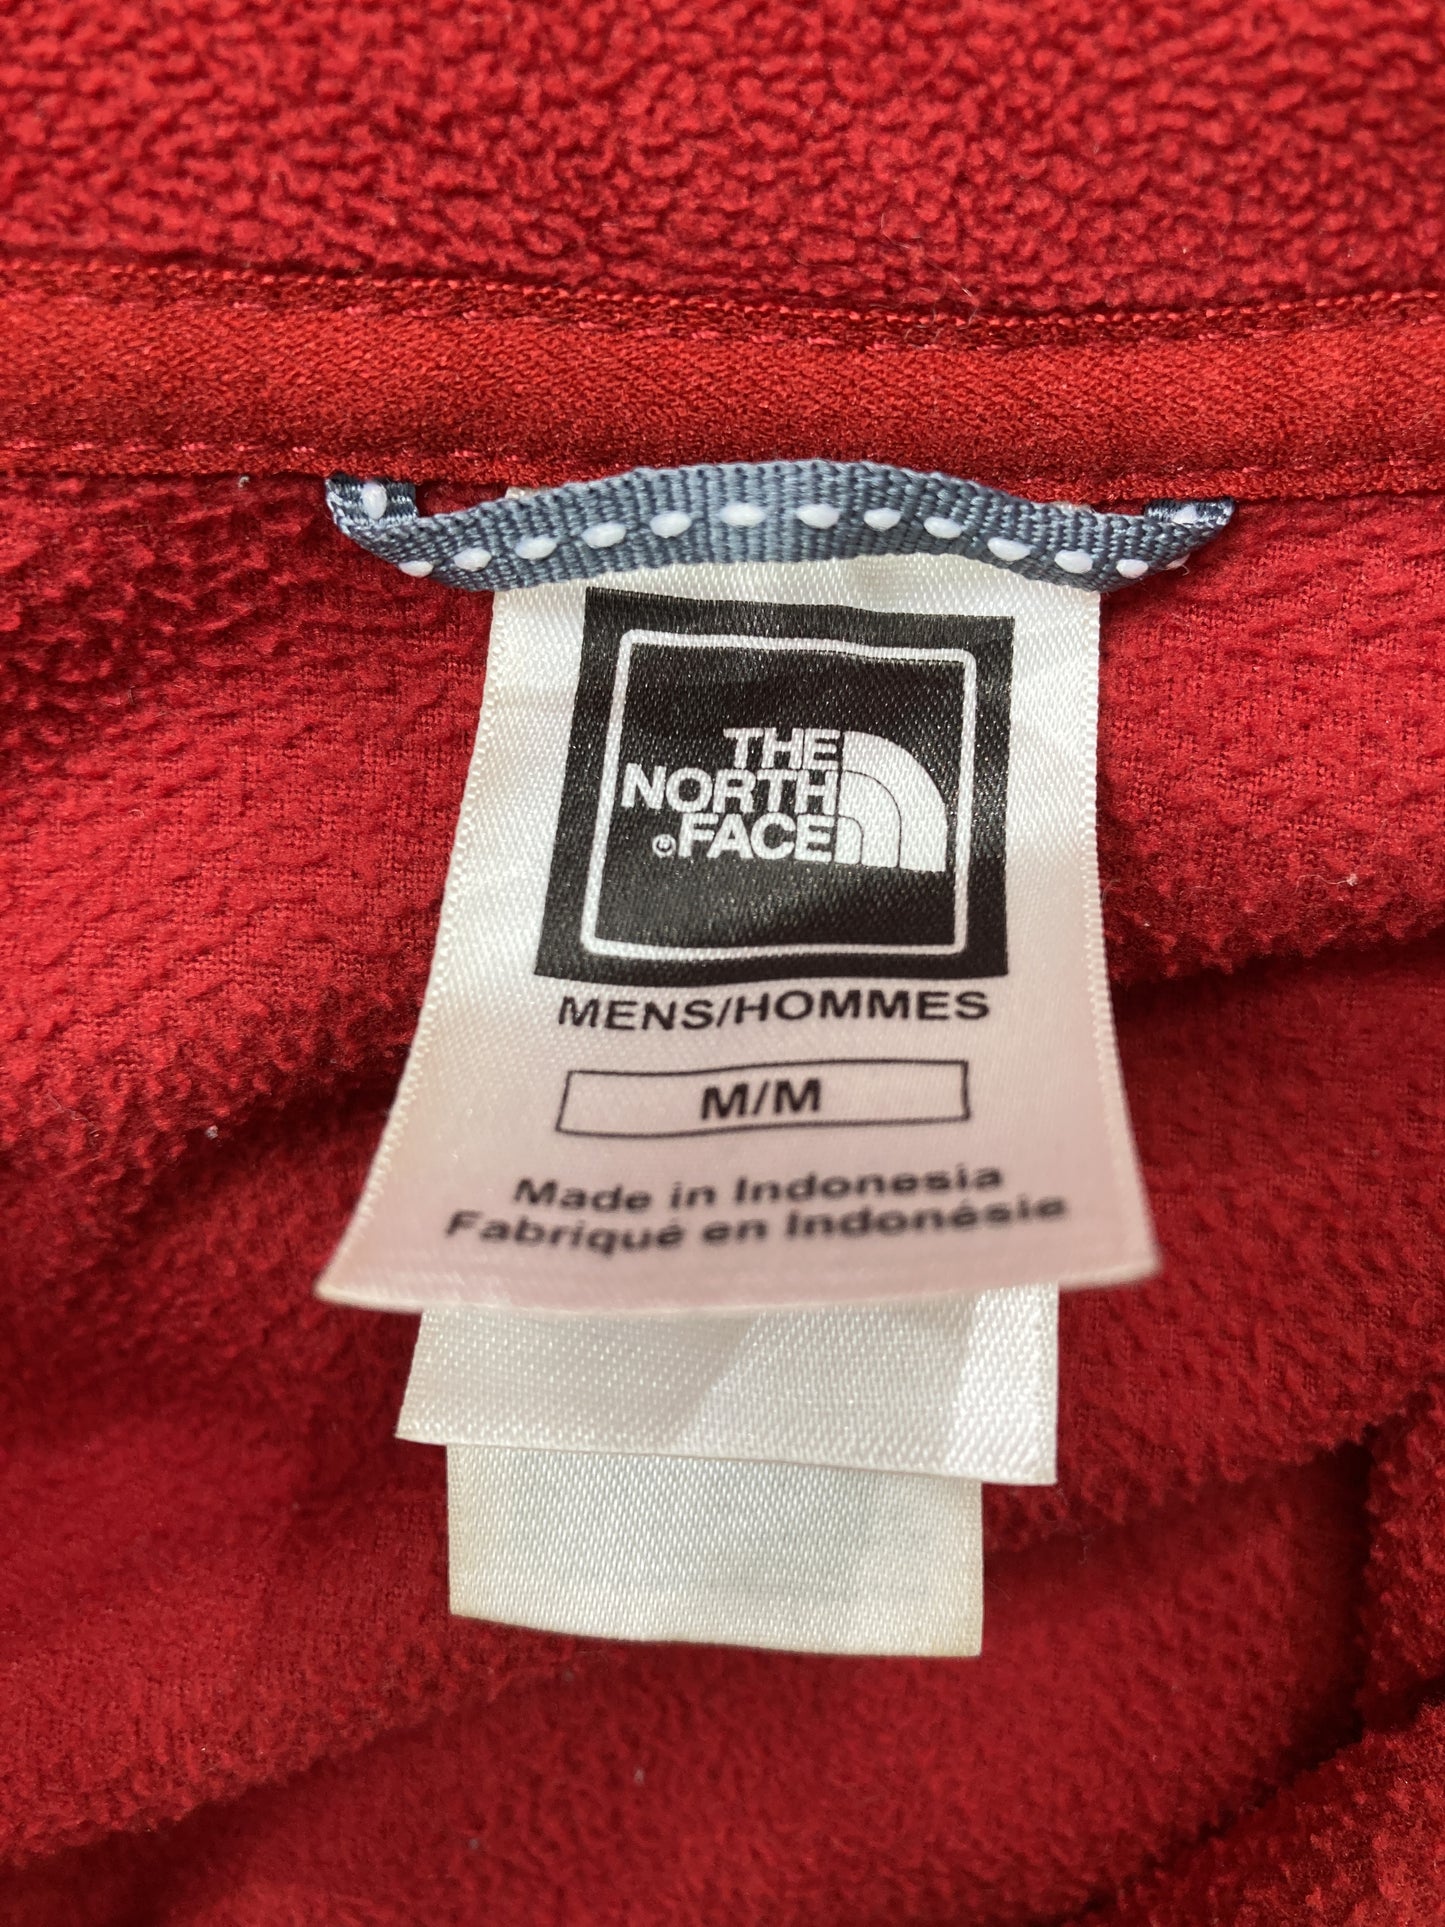 THE
NORTH
®FACE
MENS/HOMMES
M/M
Made in Indonesia
Fabriqué en Indonésie